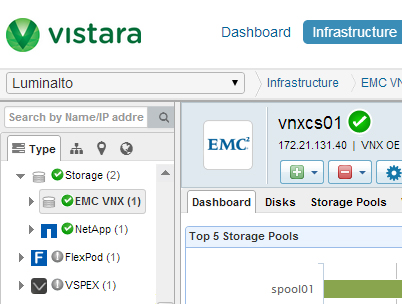 vistara
Dashboard
Infrastructure
Luminalto
Infrastructure
EMC VN
Search by Name/IP addre
Type
Storage (2)
EMC VNX (1)
NetApp (1)
FlexPod (1)
VSPEX (1)
EMC²
vnxcs01
172.21.131.40 | VNX OE
Dashboard
Disks
Storage Pools
Top 5 Storage Pools
spool01